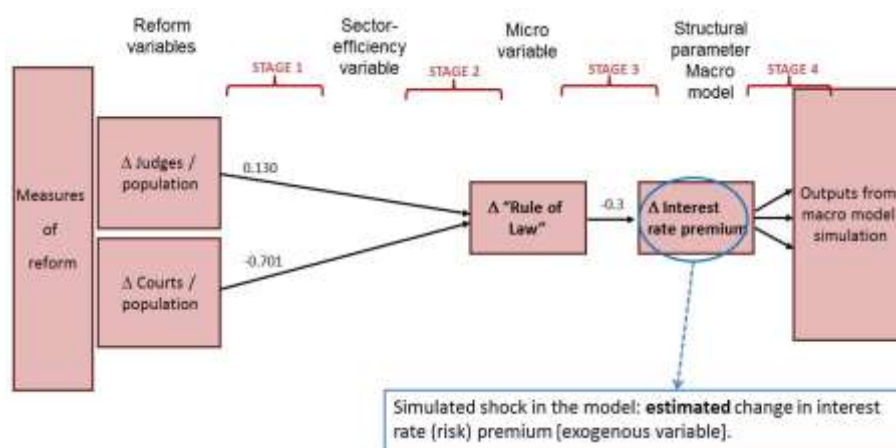 Reform
variables
Sector-
efficiency
variable
Micro
variable
Structural
parameter
Macro
model
STAGE 1
STAGE 2
STAGE 3
STAGE 4
Measures
of
reform
Δ Judges /
population
0.130
Δ Courts /
population
-0.701
Δ "Rule of
Law"
-0.3
Δ Interest
rate premium
Outputs from
macro model
simulation
Simulated shock in the model: estimated change in interest
rate (risk) premium [exogenous variable].